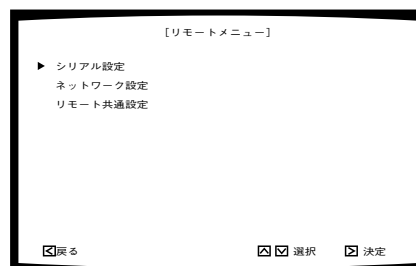 [リモートメニュー]
▶ シリアル設定
ネットワーク設定
リモート共通設定
戻る 選択 決定